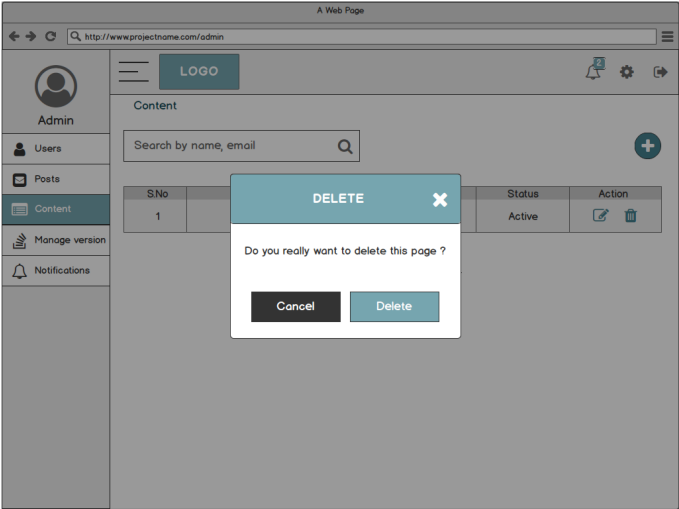 A Web Page
http://www.projectname.com/admin
LOGO
2
Admin
Content
Users
Search by name, email
Posts
Content
Manage version
Notifications
S.No
Status
Action
1
Active
DELETE
Do you really want to delete this page ?
Cancel
Delete